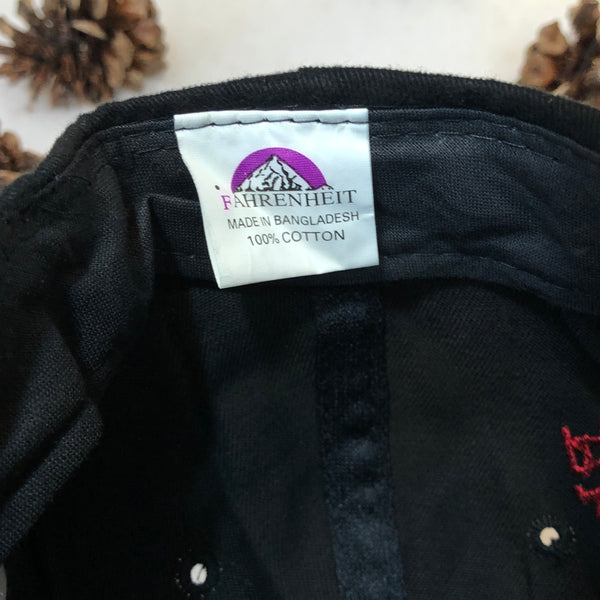 FAHRENHEIT
MADE IN BANGLADESH
100% COTTON